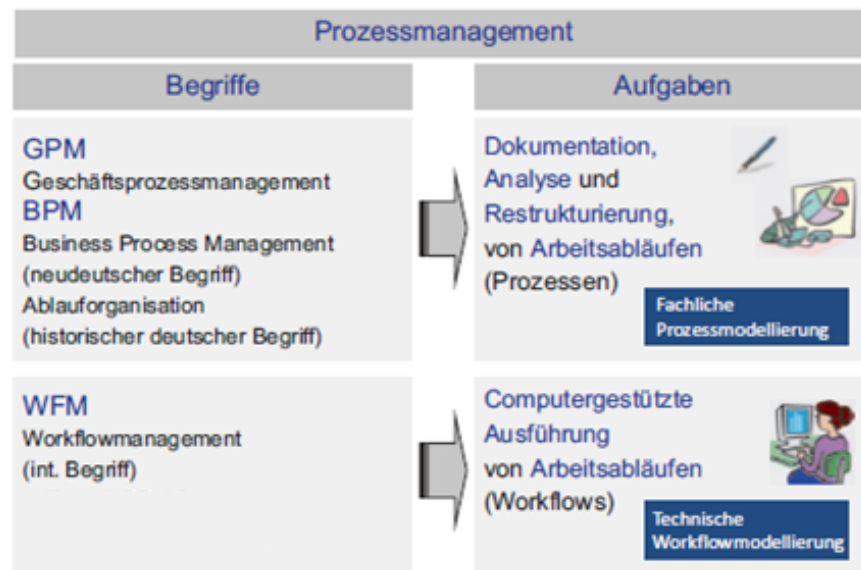 Prozessmanagement
Begriffe
Aufgaben
GPM
Geschäftsprozessmanagement
BPM
Business Process Management
(neudeutscher Begriff)
Ablauforganisation
(historischer deutscher Begriff)
Dokumentation,
Analyse und
Restrukturierung,
von Arbeitsabläufen
(Prozessen)
Fachliche
Prozessmodellierung
WFM
Workflowmanagement
(int. Begriff)
Computergestützte
Ausführung
von Arbeitsabläufen
(Workflows)
Technische
Workflowmodellierung